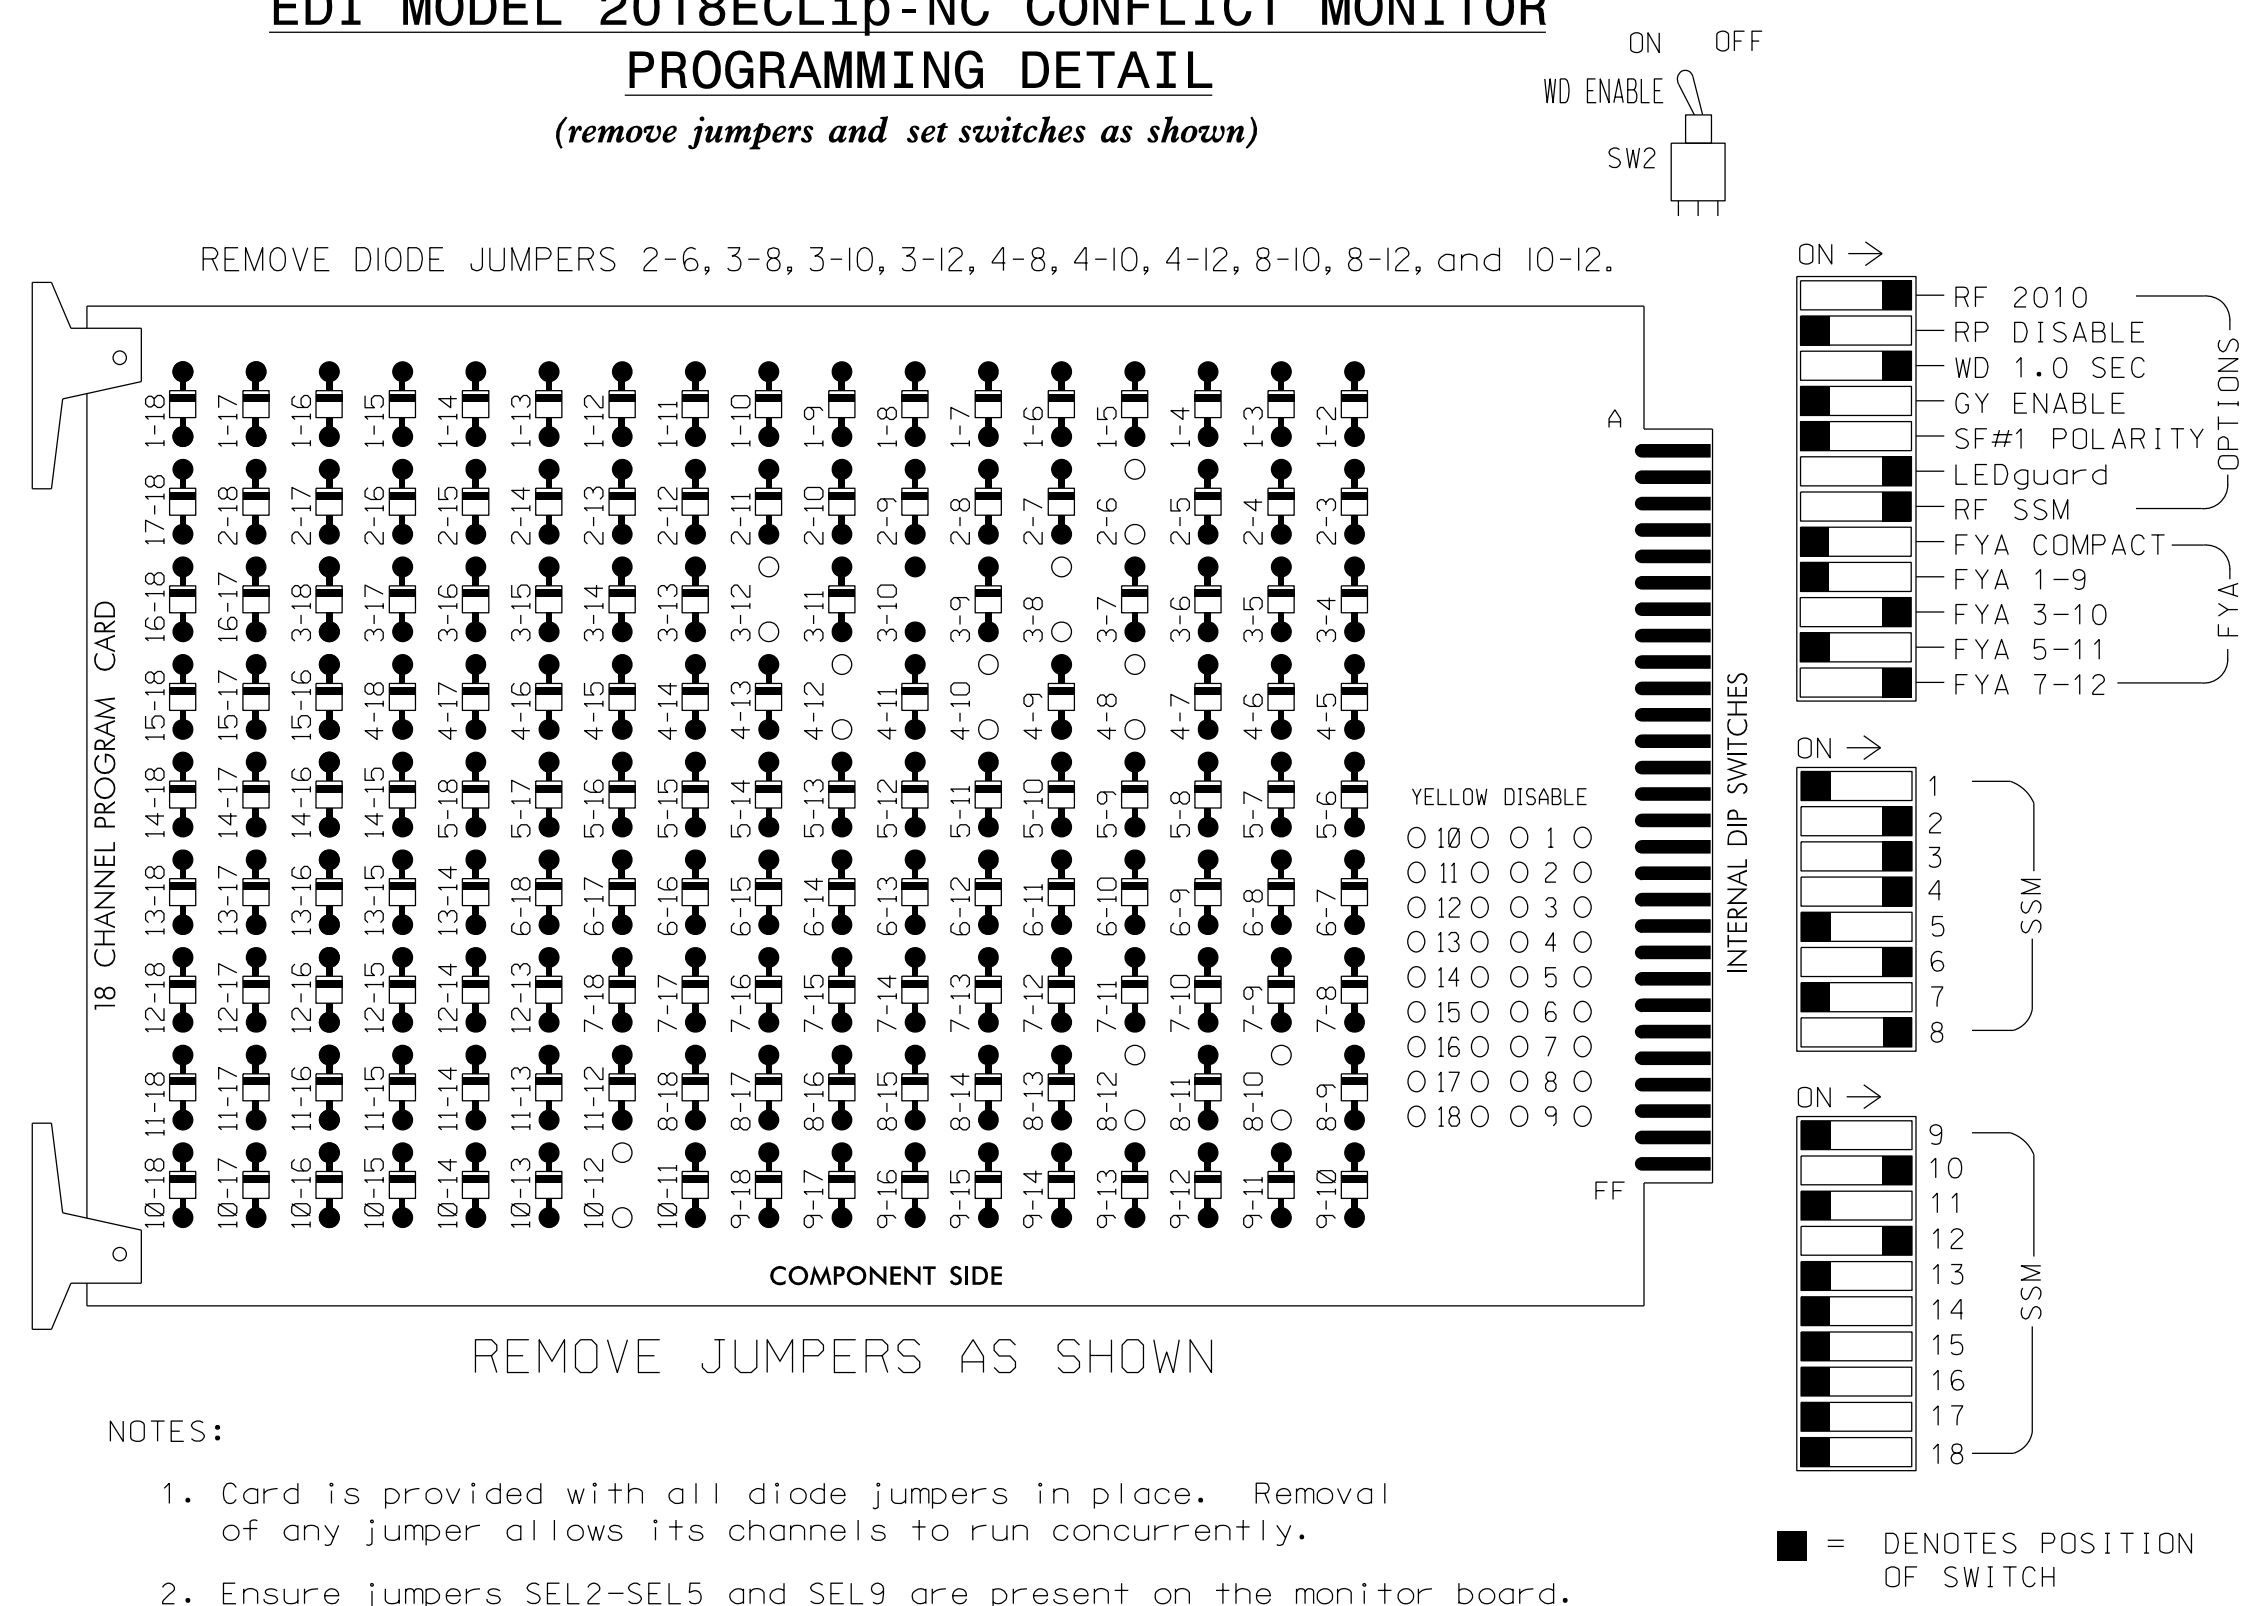 EDI MODEL 2018ECLip-NC CONFLICT MONITOR
PROGRAMMING DETAIL
(remove jumpers and set switches as shown)
ON OFF
WD ENABLE
SW2
REMOVE DIODE JUMPERS 2-6, 3-8, 3-10, 3-12, 4-8, 4-10, 4-12, 8-10, 8-12, and 10-12.
18 CHANNEL PROGRAM CARD
1-18 1-17 1-16 1-15 1-14 1-13 1-12 1-11 1-10 1-9 1-8 1-7 1-6 1-5 1-4 1-3 1-2
17-18 2-18 2-17 2-16 2-15 2-14 2-13 2-12 2-11 2-10 2-9 2-8 2-7 2-6 2-5 2-4 2-3
16-18 16-17 3-18 3-17 3-16 3-15 3-14 3-13 3-12 3-11 3-10 3-9 3-8 3-7 3-6 3-5 3-4
15-18 15-17 15-16 4-18 4-17 4-16 4-15 4-14 4-13 4-12 4-11 4-10 4-9 4-8 4-7 4-6 4-5
14-18 14-17 14-16 14-15 5-18 5-17 5-16 5-15 5-14 5-13 5-12 5-11 5-10 5-9 5-8 5-7 5-6
13-18 13-17 13-16 13-15 13-14 6-18 6-17 6-16 6-15 6-14 6-13 6-12 6-11 6-10 6-9 6-8 6-7
12-18 12-17 12-16 12-15 12-14 12-13 7-18 7-17 7-16 7-15 7-14 7-13 7-12 7-11 7-10 7-9 7-8
11-18 11-17 11-16 11-15 11-14 11-13 11-12 8-18 8-17 8-16 8-15 8-14 8-13 8-12 8-11 8-10 8-9
10-18 10-17 10-16 10-15 10-14 10-13 10-12 10-11 9-18 9-17 9-16 9-15 9-14 9-13 9-12 9-11 9-10
A
YELLOW DISABLE
10 1
11 2
12 3
13 4
14 5
15 6
16 7
17 8
18 9
FF
INTERNAL DIP SWITCHES
COMPONENT SIDE
REMOVE JUMPERS AS SHOWN
ON
RF 2010
RP DISABLE
WD 1.0 SEC
GY ENABLE
SF#1 POLARITY
LEDguard
RF SSM
OPTIONS
FYA COMPACT
FYA 1-9
FYA 3-10
FYA 5-11
FYA 7-12
FYA
ON
1
2
3
4
5
6
7
8
SSM
ON
9
10
11
12
13
14
15
16
17
18
SSM
= DENOTES POSITION
OF SWITCH
NOTES:
1. Card is provided with all diode jumpers in place. Removal
of any jumper allows its channels to run concurrently.
2. Ensure jumpers SEL2-SEL5 and SEL9 are present on the monitor board.